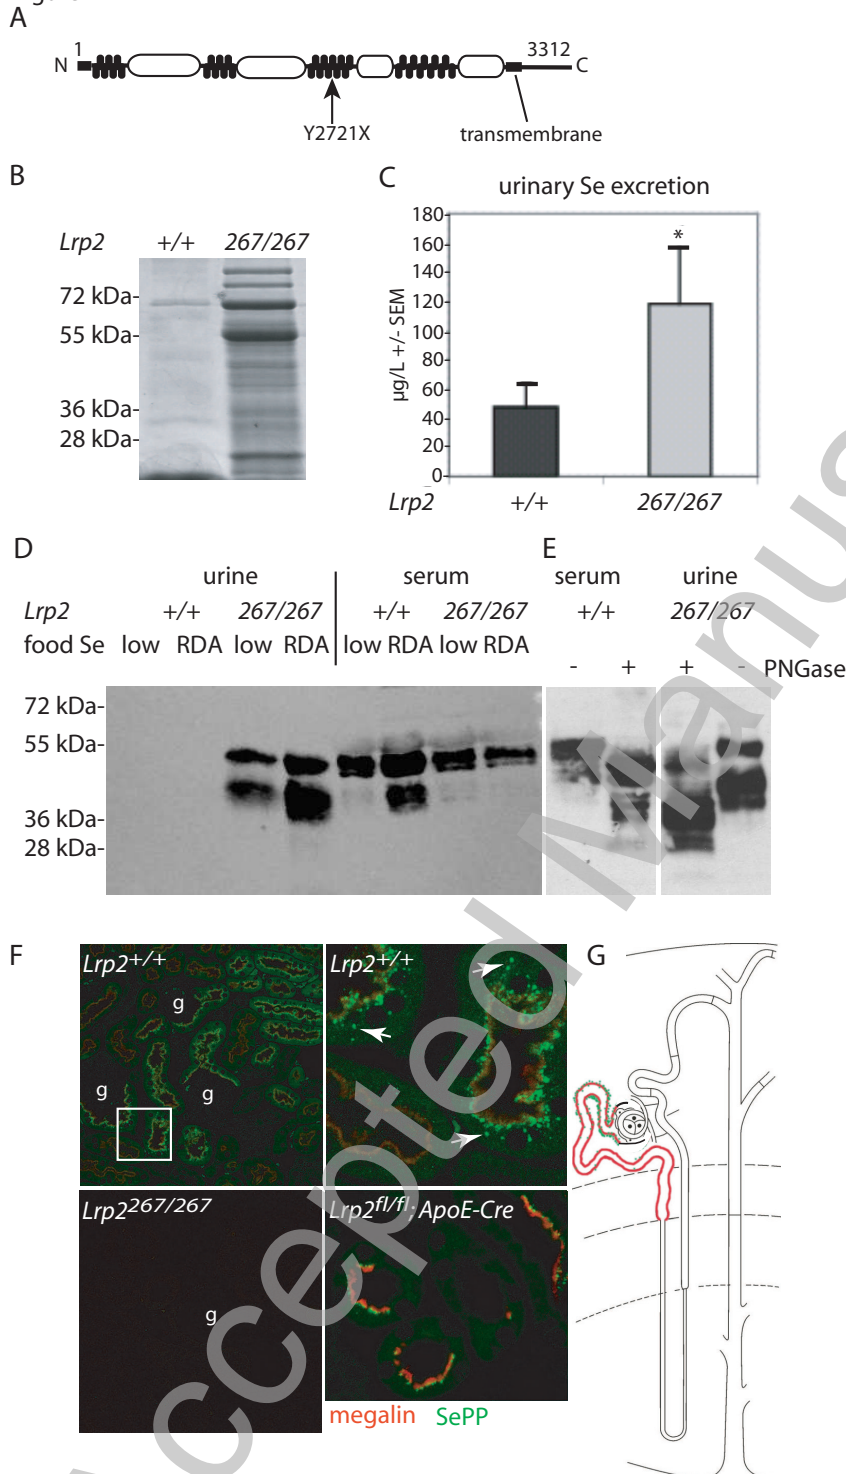 A
1 3312
N C
Y2721X transmembrane
B
Lrp2 +/+ 267/267
72 kDa-
55 kDa-
36 kDa-
28 kDa-
C
urinary Se excretion
µg/L +/- SEM
180
160
140
120
100
80
60
40
20
0
*
Lrp2 +/+ 267/267
D
urine serum
Lrp2 +/+ 267/267 +/+ 267/267
food Se low RDA low RDA low RDA low RDA
72 kDa-
55 kDa-
36 kDa-
28 kDa-
E
serum urine
+/+ 267/267
- + + - PNGase
F
Lrp2+/+
g
g
g
Lrp2+/+
Lrp2267/267
g
Lrp2fl/fl; ApoE-Cre
megalin SePP
G
Accepted Manus